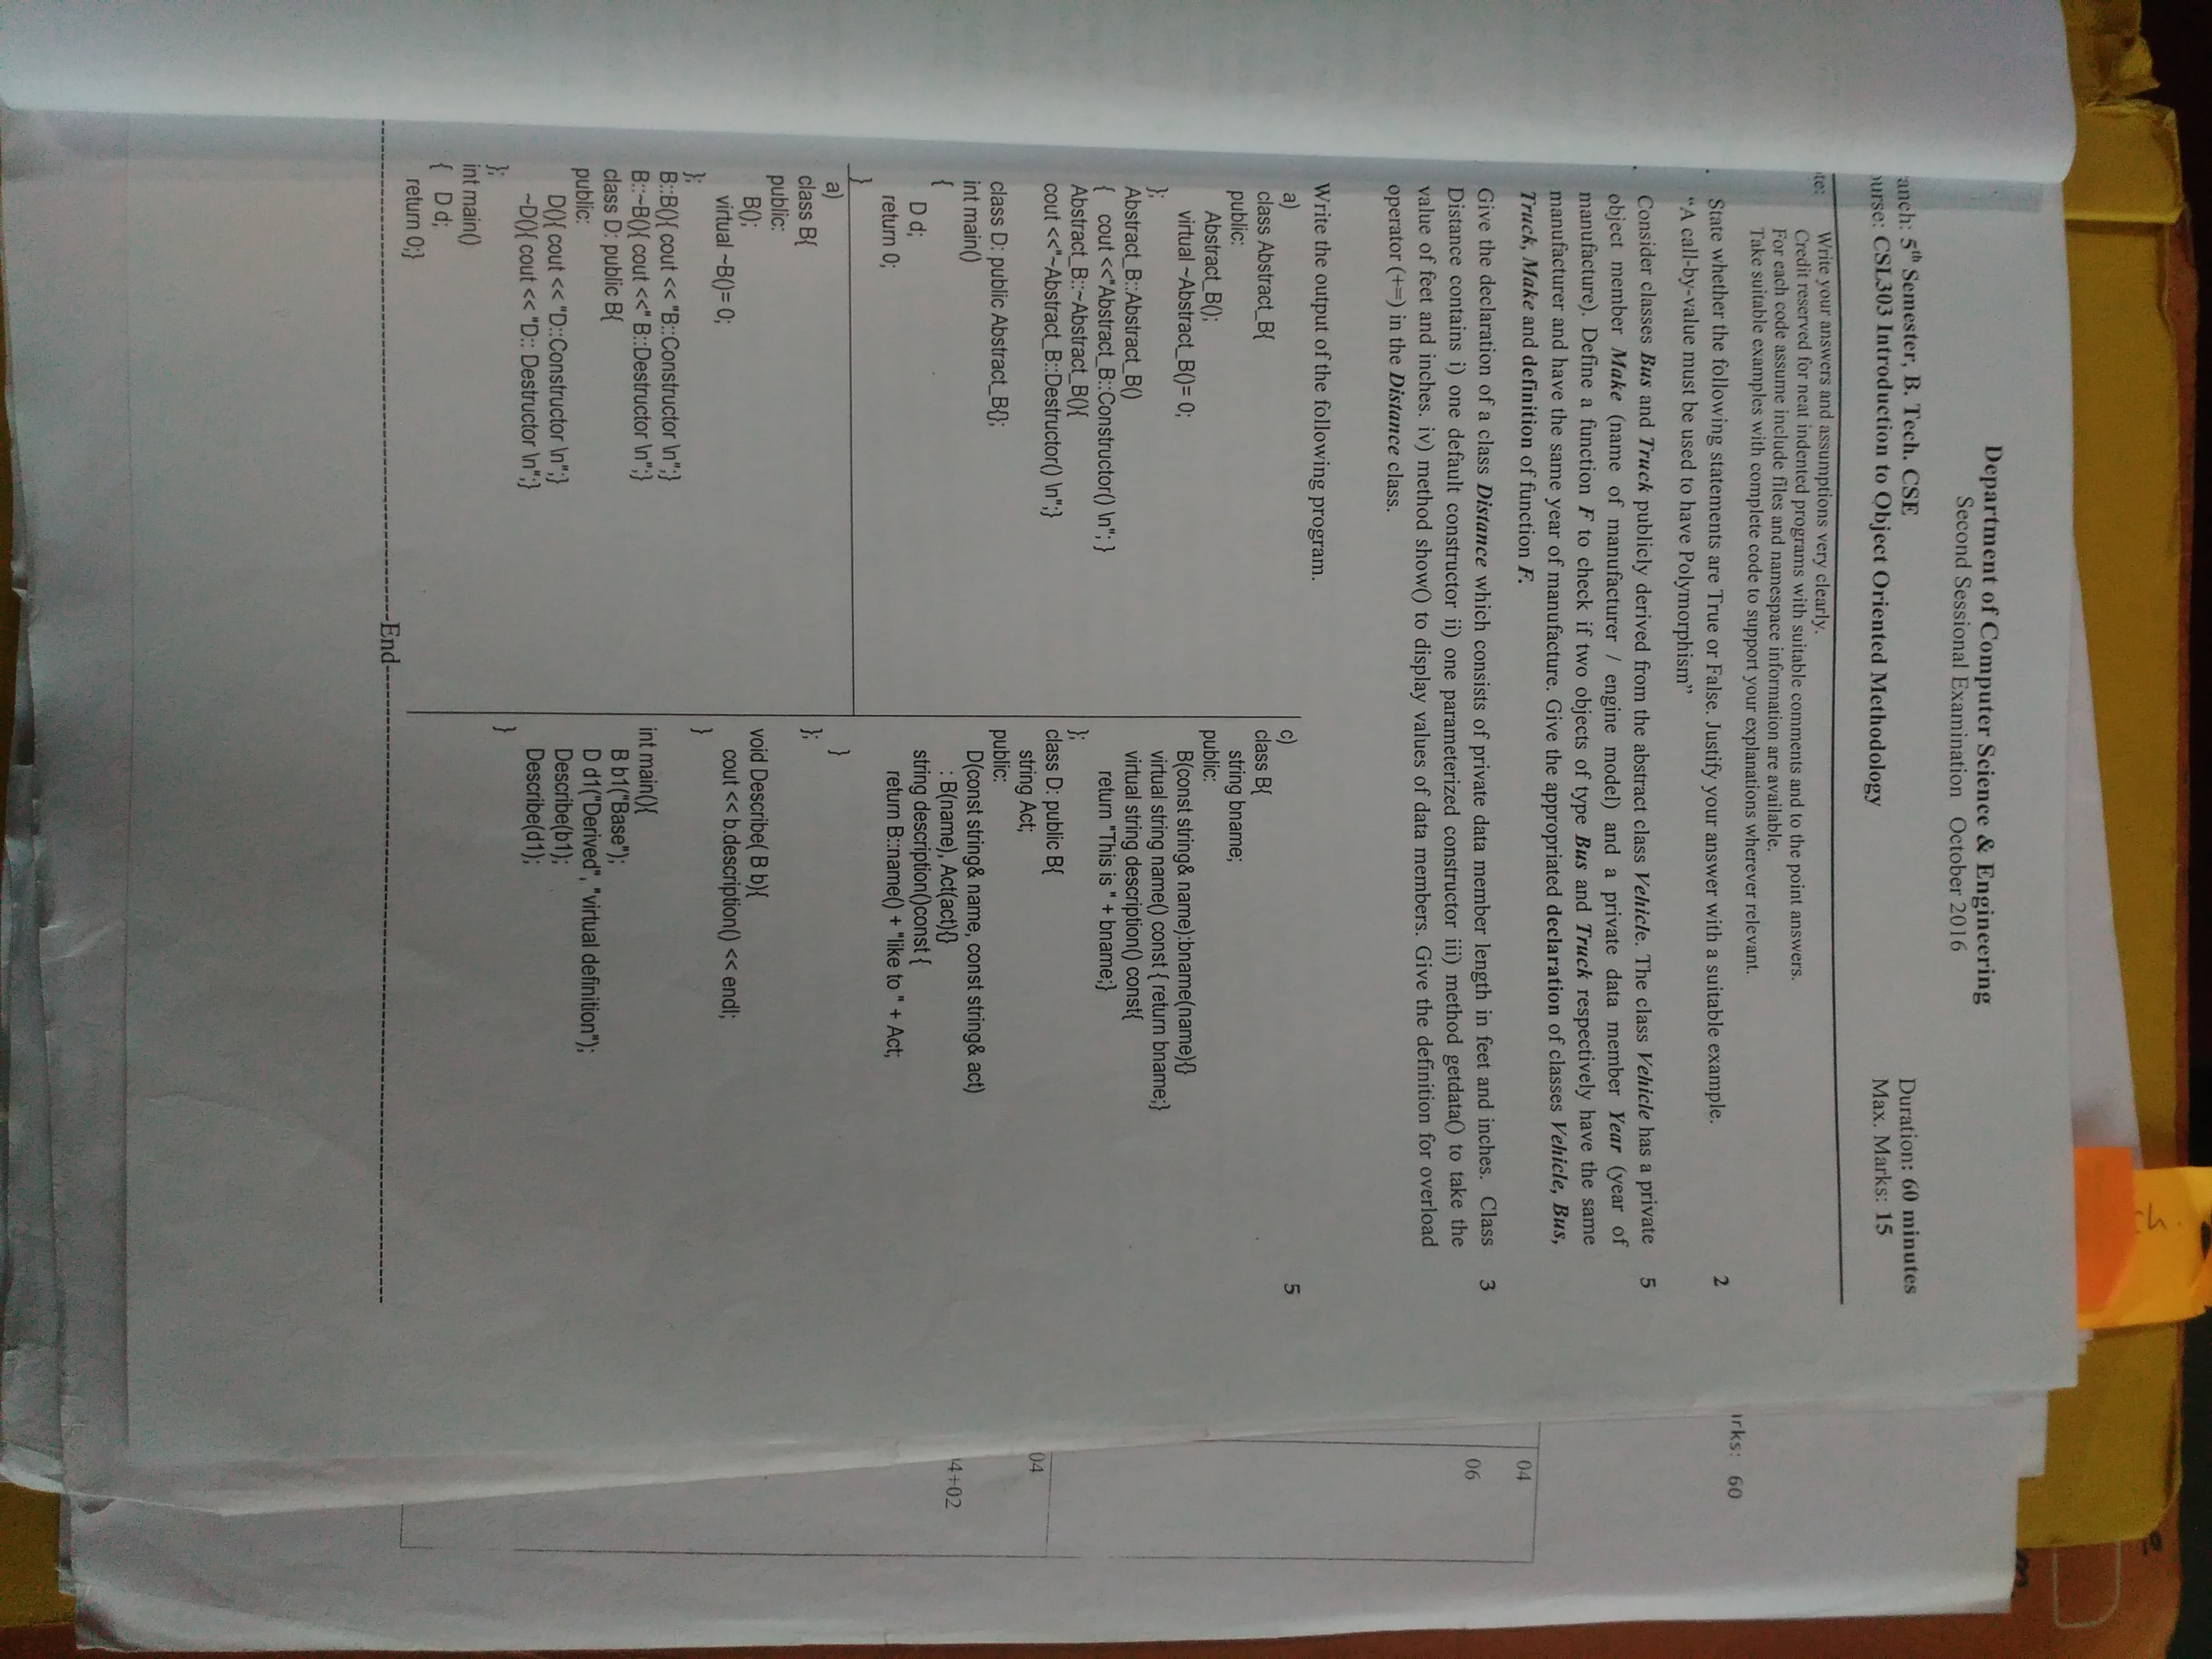 Department of Computer Science & Engineering
Second Sessional Examination October 2016
anch: 5th Semester, B. Tech. CSE
Duration: 60 minutes
urse: CSL303 Introduction to Object Oriented Methodology
Max. Marks: 15
te: Write your answers and assumptions very clearly.
Credit reserved for neat indented programs with suitable comments and to the point answers.
For each code assume include files and namespace information are available.
Take suitable examples with complete code to support your explanations wherever relevant.
. State whether the following statements are True or False. Justify your answer with a suitable example. 2
“A call-by-value must be used to have Polymorphism”
. Consider classes Bus and Truck publicly derived from the abstract class Vehicle. The class Vehicle has a private 5
object member Make (name of manufacturer / engine model) and a private data member Year (year of
manufacture). Define a function F to check if two objects of type Bus and Truck respectively have the same
manufacturer and have the same year of manufacture. Give the appropriated declaration of classes Vehicle, Bus,
Truck, Make and definition of function F.
Give the declaration of a class Distance which consists of private data member length in feet and inches. Class 3
Distance contains i) one default constructor ii) one parameterized constructor iii) method getdata() to take the
value of feet and inches. iv) method show() to display values of data members. Give the definition for overload
operator (+=) in the Distance class.
Write the output of the following program.
5
a)
class Abstract_B{
public:
Abstract_B();
virtual ~Abstract_B()= 0;
};
Abstract_B::Abstract_B()
{ cout <<"Abstract_B::Constructor() \n"; }
Abstract_B::~Abstract_B(){
cout <<"~Abstract_B::Destructor() \n";}
class D: public Abstract_B{};
int main()
{
D d;
return 0;
}
a)
class B{
public:
B();
virtual ~B()= 0;
};
B::B(){ cout << "B::Constructor \n";}
B::~B(){ cout <<" B::Destructor \n";}
class D: public B{
public:
D(){ cout << "D::Constructor \n";}
~D(){ cout << "D:: Destructor \n";}
};
int main()
{ D d;
return 0;}
c)
class B{
string bname;
public:
B(const string& name):bname(name){}
virtual string name() const { return bname;}
virtual string description() const{
return "This is " + bname;}
};
class D: public B{
string Act;
public:
D(const string& name, const string& act)
: B(name), Act(act){}
string description()const {
return B::name() + "like to " + Act;
}
};
void Describe( B b){
cout << b.description() << endl;
}
int main(){
B b1("Base");
D d1("Derived", "virtual definition");
Describe(b1);
Describe(d1);
}
-----End-----
rks: 60
04
06
04
4+02